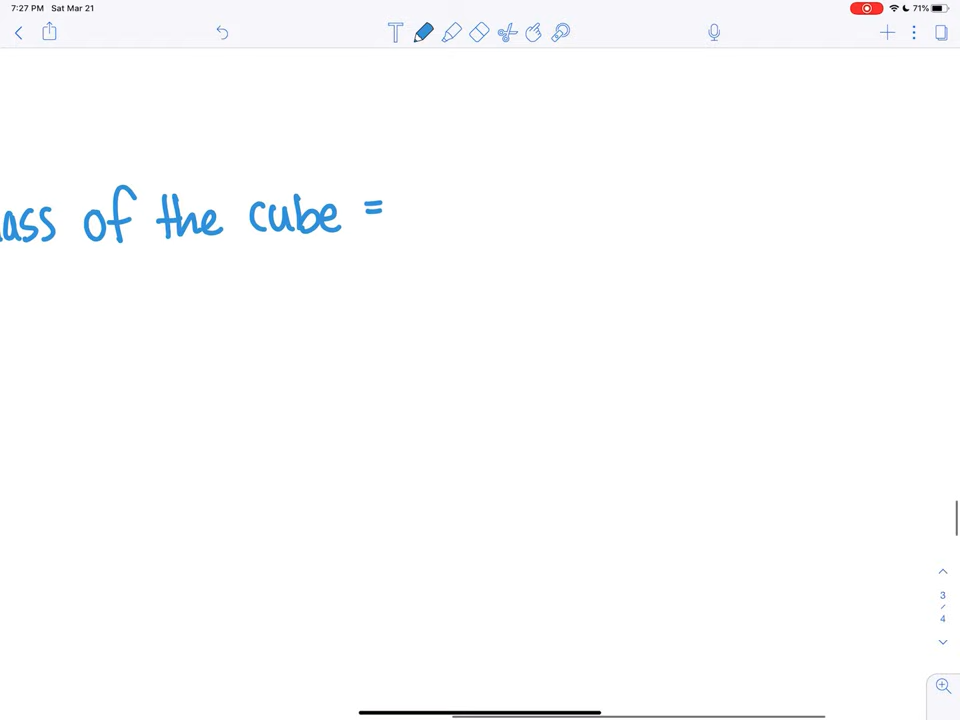 7:27 PM Sat Mar 21 71%
T
ass of the cube =
3
/
4